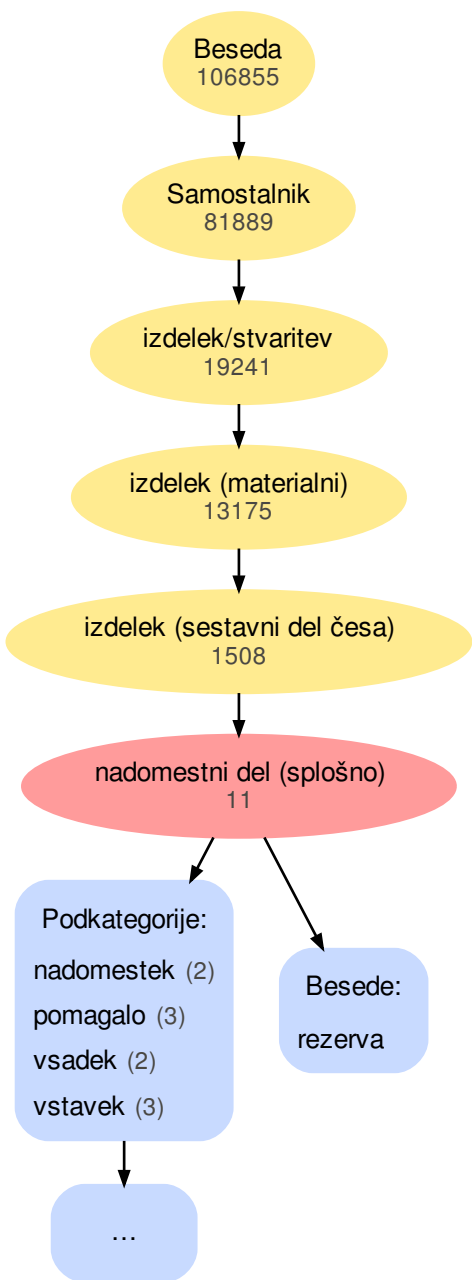 Beseda
106855
Samostalnik
81889
izdelek/stvaritev
19241
izdelek (materialni)
13175
izdelek (sestavni del česa)
1508
nadomestni del (splošno)
11
Podkategorije:
nadomestek (2)
pomagalo (3)
vsadek (2)
vstavek (3)
Besede:
rezerva
…